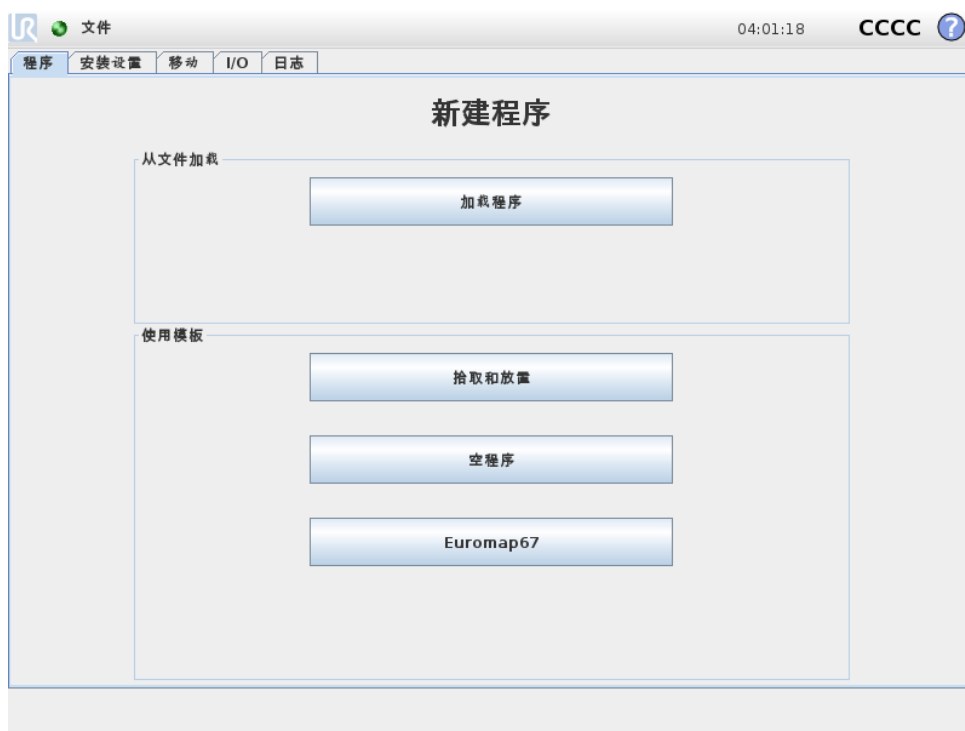 UR 文件 04:01:18 CCCC ?
程序 安装设置 移动 I/O 日志
新建程序
从文件加载
加载程序
使用模板
拾取和放置
空程序
Euromap67